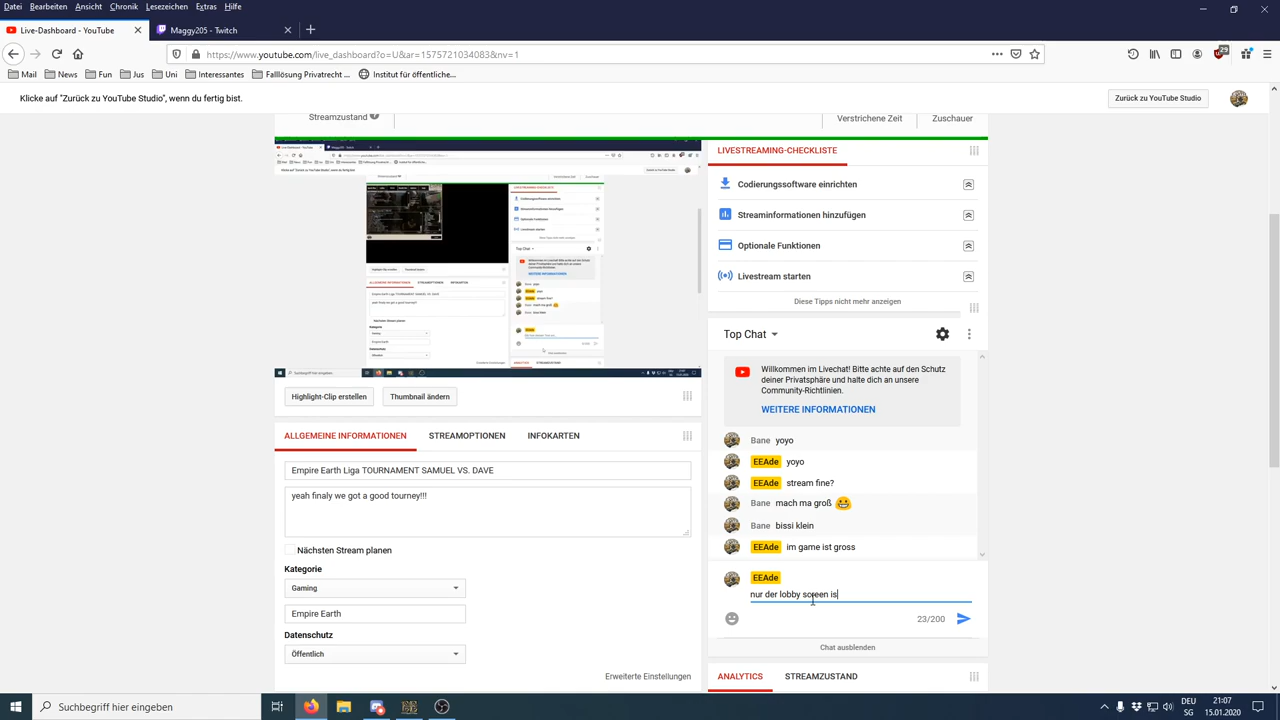 Datei Bearbeiten Ansicht Chronik Lesezeichen Extras Hilfe
Live-Dashboard - YouTube
Maggy205 - Twitch
https://www.youtube.com/live_dashboard?o=U&ar=1575721034083&nv=1
Mail News Fun Jus Uni Interessantes Falllösung Privatrecht ... Institut für öffentliche...
Klicke auf "Zurück zu YouTube Studio", wenn du fertig bist.
Zurück zu YouTube Studio
Streamzustand ?
Verstrichene Zeit
Zuschauer
LIVESTREAMING-CHECKLISTE
Codierungssoftware einrichten
Streaminformationen hinzufügen
Optionale Funktionen
Livestream starten
Diese Tipps nicht mehr anzeigen
Top Chat
Willkommen im Livechat! Bitte achte auf den Schutz
deiner Privatsphäre und halte dich an unsere
Community-Richtlinien.
WEITERE INFORMATIONEN
Bane yoyo
EEAde yoyo
EEAde stream fine?
Bane mach ma groß
Bane bissi klein
EEAde im game ist gross
EEAde
nur der lobby screen is
23/200
Chat ausblenden
ANALYTICS STREAMZUSTAND
Highlight-Clip erstellen
Thumbnail ändern
ALLGEMEINE INFORMATIONEN STREAMOPTIONEN INFOKARTEN
Empire Earth Liga TOURNAMENT SAMUEL VS. DAVE
yeah finaly we got a good tourney!!!
Nächsten Stream planen
Kategorie
Gaming
Empire Earth
Datenschutz
Öffentlich
Erweiterte Einstellungen
Suchbegriff hier eingeben
DEU
SG
21:07
15.01.2020